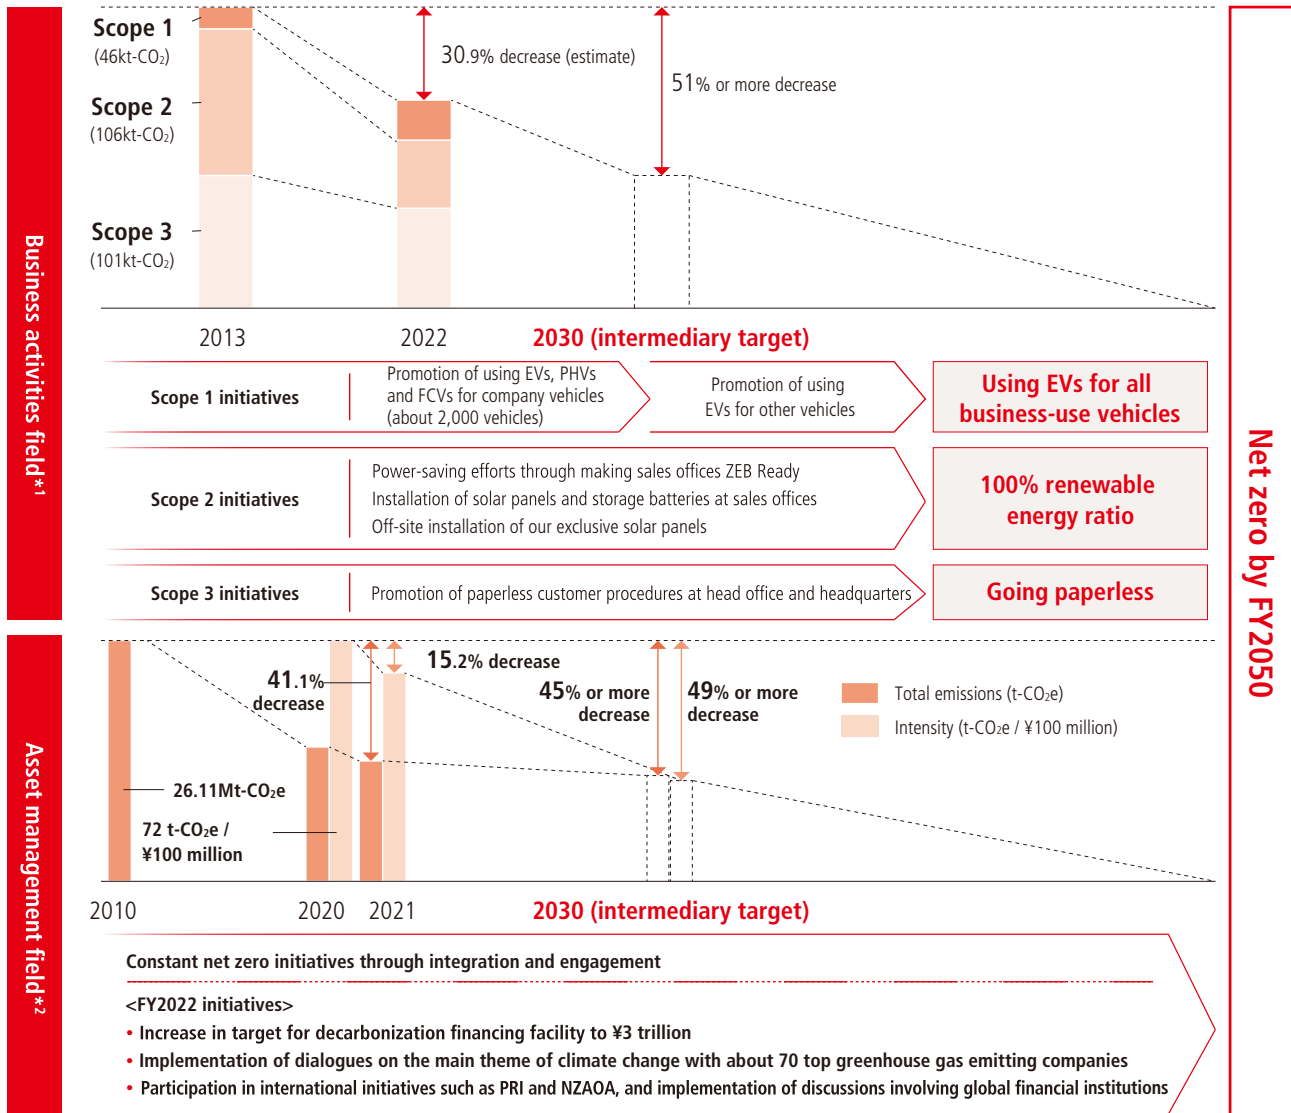 Business activities field*1
Scope 1
(46kt-CO2)
Scope 2
(106kt-CO2)
Scope 3
(101kt-CO2)
30.9% decrease (estimate)
51% or more decrease
2013
2022
2030 (intermediary target)
Scope 1 initiatives
Promotion of using EVs, PHVs
and FCVs for company vehicles
(about 2,000 vehicles)
Promotion of using
EVs for other vehicles
Using EVs for all
business-use vehicles
Scope 2 initiatives
Power-saving efforts through making sales offices ZEB Ready
Installation of solar panels and storage batteries at sales offices
Off-site installation of our exclusive solar panels
100% renewable
energy ratio
Scope 3 initiatives
Promotion of paperless customer procedures at head office and headquarters
Going paperless
Net zero by FY2050
Asset management field*2
41.1%
decrease
15.2% decrease
45% or more
decrease
49% or more
decrease
Total emissions (t-CO2e)
Intensity (t-CO2e / ¥100 million)
26.11Mt-CO2e
72 t-CO2e /
¥100 million
2010
2020
2021
2030 (intermediary target)
Constant net zero initiatives through integration and engagement
<FY2022 initiatives>
• Increase in target for decarbonization financing facility to ¥3 trillion
• Implementation of dialogues on the main theme of climate change with about 70 top greenhouse gas emitting companies
• Participation in international initiatives such as PRI and NZAOA, and implementation of discussions involving global financial institutions